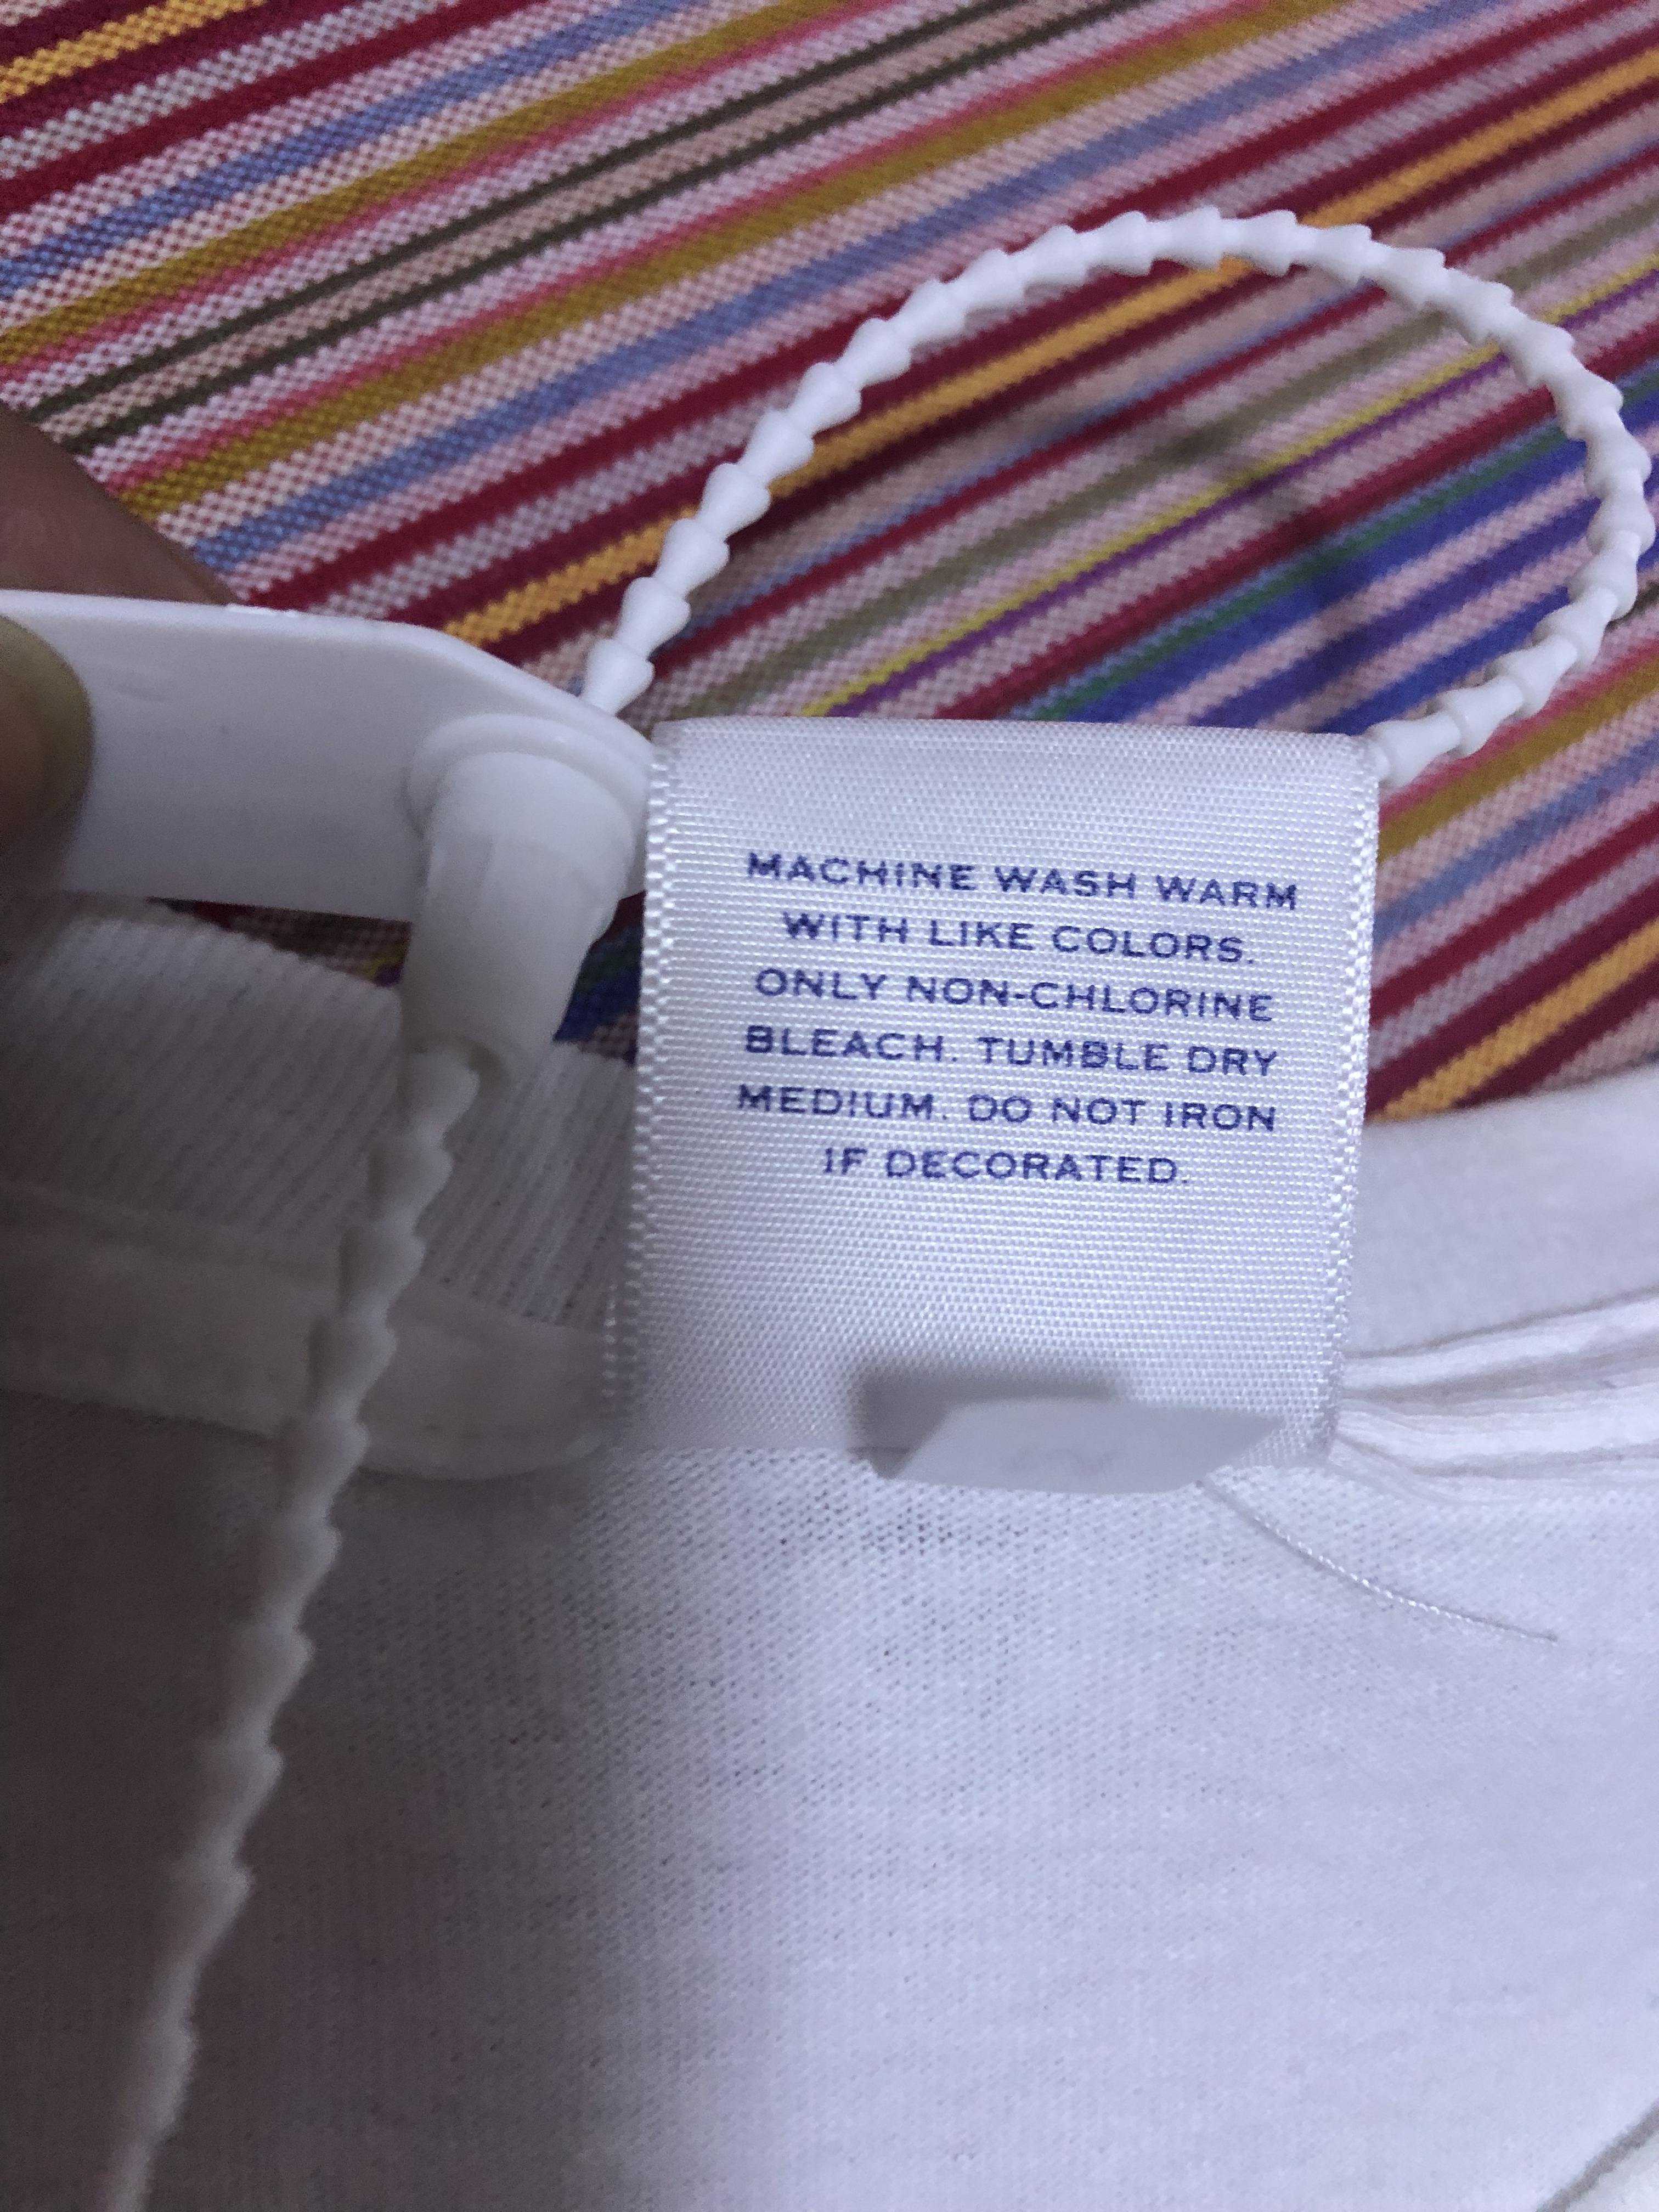 MACHINE WASH WARM
WITH LIKE COLORS.
ONLY NON-CHLORINE
BLEACH. TUMBLE DRY
MEDIUM. DO NOT IRON
IF DECORATED.